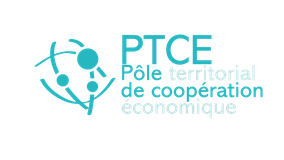 PTCE
Pôle territorial
de coopération
économique